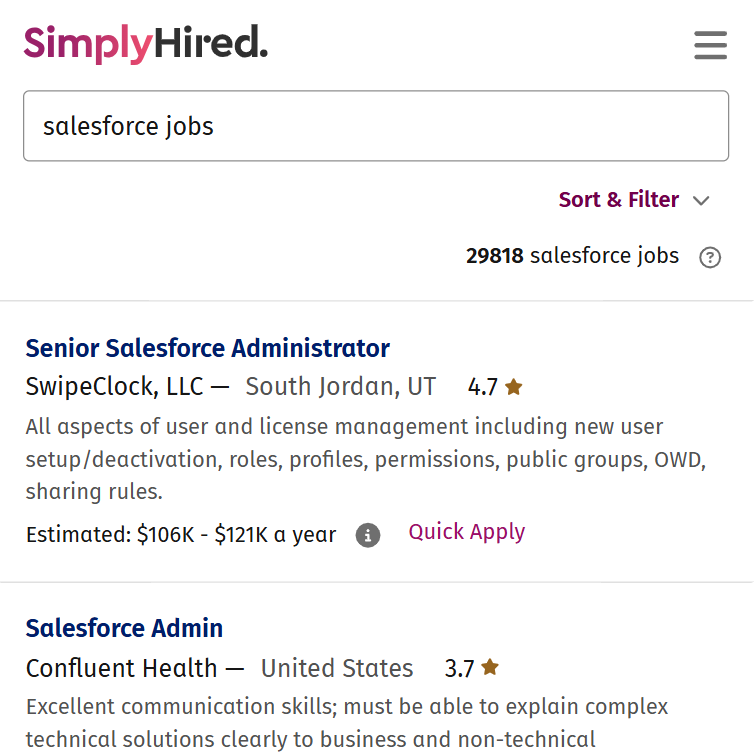 SimplyHired.
salesforce jobs
Sort & Filter
29818 salesforce jobs ?
Senior Salesforce Administrator
SwipeClock, LLC — South Jordan, UT 4.7
All aspects of user and license management including new user
setup/deactivation, roles, profiles, permissions, public groups, OWD,
sharing rules.
Estimated: $106K - $121K a year i Quick Apply
Salesforce Admin
Confluent Health — United States 3.7
Excellent communication skills; must be able to explain complex
technical solutions clearly to business and non-technical